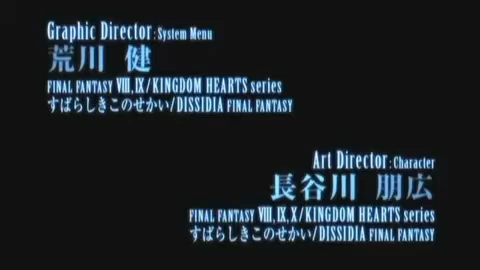 Graphic Director: System Menu
荒川 健
FINAL FANTASY VIII,IX/KINGDOM HEARTS series
すばらしきこのせかい/DISSIDIA FINAL FANTASY
Art Director: Character
長谷川 朋広
FINAL FANTASY VIII,IX,X/KINGDOM HEARTS series
すばらしきこのせかい/DISSIDIA FINAL FANTASY